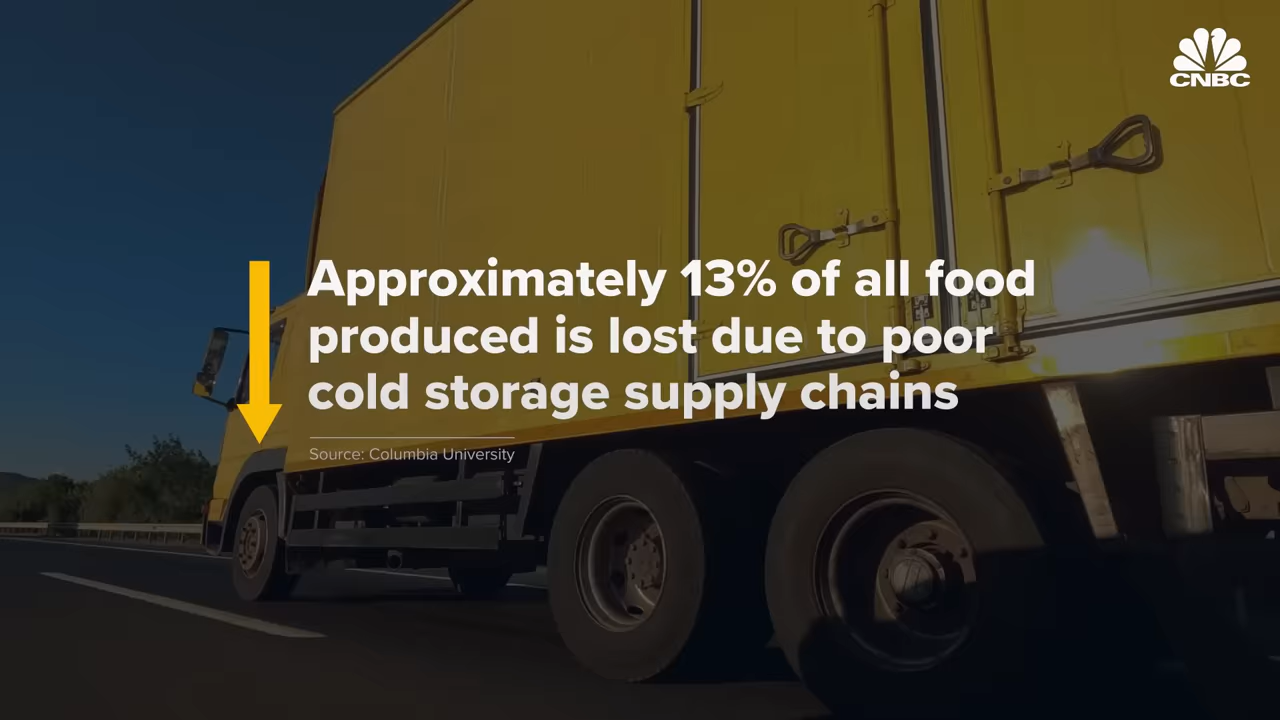 CNBC
Approximately 13% of all food
produced is lost due to poor
cold storage supply chains
Source: Columbia University